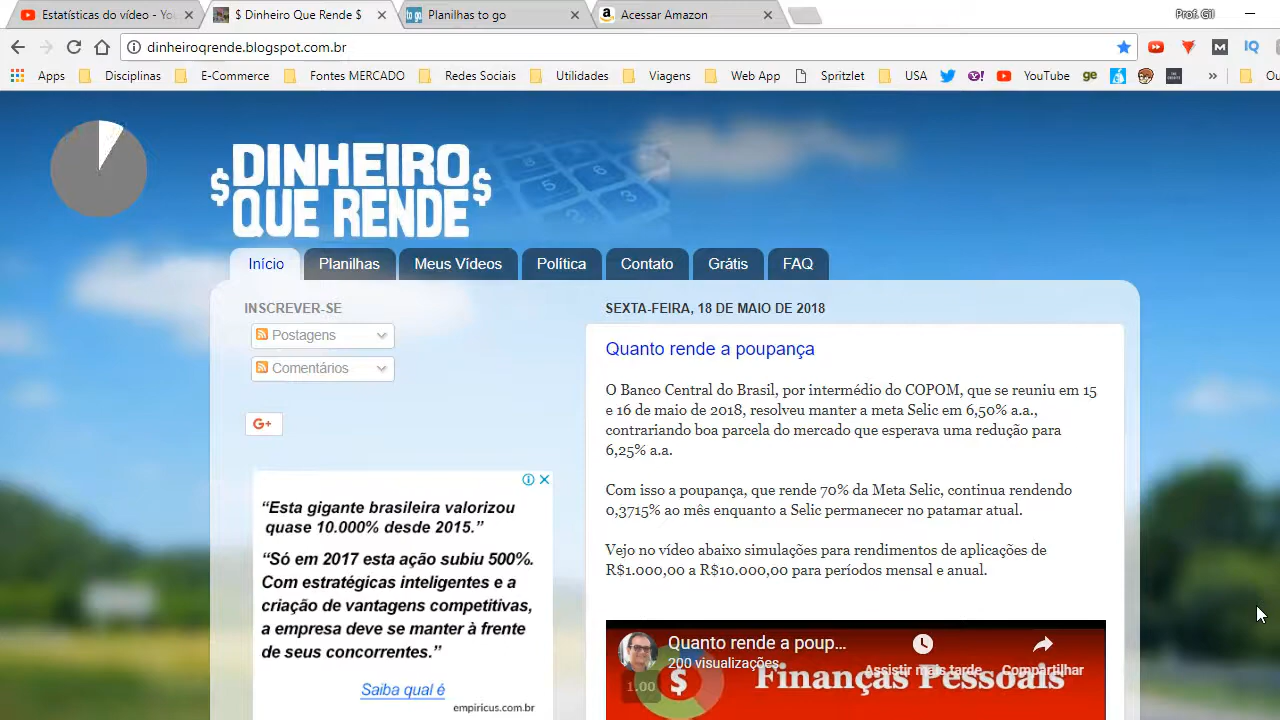 Estatísticas do vídeo - You
$ Dinheiro Que Rende $
Planilhas to go
Acessar Amazon
Prof. Gil
dinheiroqrende.blogspot.com.br
Apps
Disciplinas
E-Commerce
Fontes MERCADO
Redes Sociais
Utilidades
Viagens
Web App
Spritzlet
USA
YouTube
Ou
$DINHEIRO$
QUE RENDE
Início
Planilhas
Meus Vídeos
Política
Contato
Grátis
FAQ
INSCREVER-SE
Postagens
Comentários
G+
“Esta gigante brasileira valorizou
quase 10.000% desde 2015.”
“Só em 2017 esta ação subiu 500%.
Com estratégicas inteligentes e a
criação de vantagens competitivas,
a empresa deve se manter à frente
de seus concorrentes.”
Saiba qual é
empiricus.com.br
SEXTA-FEIRA, 18 DE MAIO DE 2018
Quanto rende a poupança
O Banco Central do Brasil, por intermédio do COPOM, que se reuniu em 15
e 16 de maio de 2018, resolveu manter a meta Selic em 6,50% a.a.,
contrariando boa parcela do mercado que esperava uma redução para
6,25% a.a.
Com isso a poupança, que rende 70% da Meta Selic, continua rendendo
0,3715% ao mês enquanto a Selic permanecer no patamar atual.
Vejo no vídeo abaixo simulações para rendimentos de aplicações de
R$1.000,00 a R$10.000,00 para períodos mensal e anual.
Quanto rende a poup...
200 visualizações
Assistir mais tarde
Compartilhar
1.00
$
Finanças Pessoais